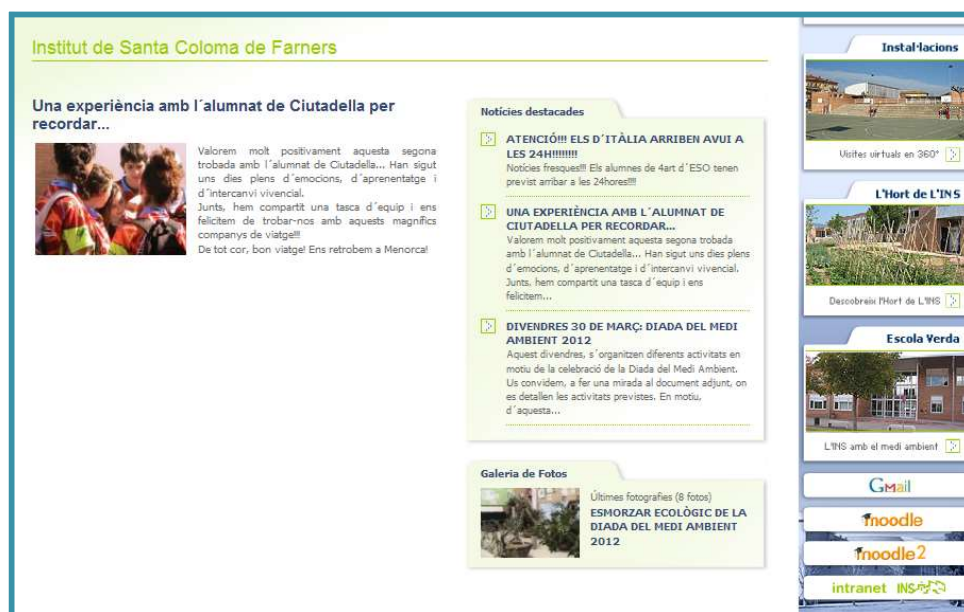 Institut de Santa Coloma de Farners
Una experiència amb l´alumnat de Ciutadella per
recordar...
Valorem molt positivament aquesta segona
trobada amb l´alumnat de Ciutadella... Han sigut
uns dies plens d´emocions, d´aprenentatge i
d´intercanvi vivencial.
Junts, hem compartit una tasca d´equip i ens
felicitem de trobar-nos amb aquests magnífics
companys de viatge!!!
De tot cor, bon viatge! Ens retrobem a Menorca!
Notícies destacades
ATENCIÓ!!! ELS D´ITÀLIA ARRIBEN AVUI A
LES 24H!!!!!!!!
Notícies fresques!!! Els alumnes de 4art d´ESO tenen
previst arribar a les 24hores!!!!
UNA EXPERIÈNCIA AMB L´ALUMNAT DE
CIUTADELLA PER RECORDAR...
Valorem molt positivament aquesta segona trobada
amb l´alumnat de Ciutadella... Han sigut uns dies plens
d´emocions, d´aprenentatge i d´intercanvi vivencial.
Junts, hem compartit una tasca d´equip i ens
felicitem...
DIVENDRES 30 DE MARÇ: DIADA DEL MEDI
AMBIENT 2012
Aquest divendres, s´organitzen diferents activitats en
motiu de la celebració de la Diada del Medi Ambient.
Us convidem, a fer una mirada al document adjunt, on
es detallen les activitats previstes. En motiu,
d´aquesta...
Galeria de Fotos
Últimes fotografies (8 fotos)
ESMORZAR ECOLÒGIC DE LA
DIADA DEL MEDI AMBIENT
2012
Instal·lacions
Visites virtuals en 360°
L'Hort de L'INS
Descobreix l'Hort de L'INS
Escola Verda
L'INS amb el medi ambient
GMail
moodle
moodle2
intranet INS